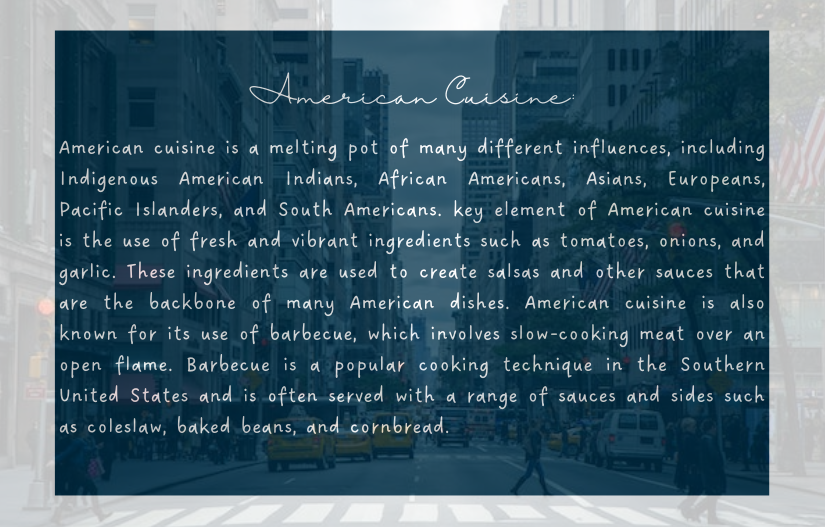 American Cuisine:
American cuisine is a melting pot of many different influences, including
Indigenous American Indians, African Americans, Asians, Europeans,
Pacific Islanders, and South Americans. key element of American cuisine
is the use of fresh and vibrant ingredients such as tomatoes, onions, and
garlic. These ingredients are used to create salsas and other sauces that
are the backbone of many American dishes. American cuisine is also
known for its use of barbecue, which involves slow-cooking meat over an
open flame. Barbecue is a popular cooking technique in the Southern
United States and is often served with a range of sauces and sides such
as coleslaw, baked beans, and cornbread.